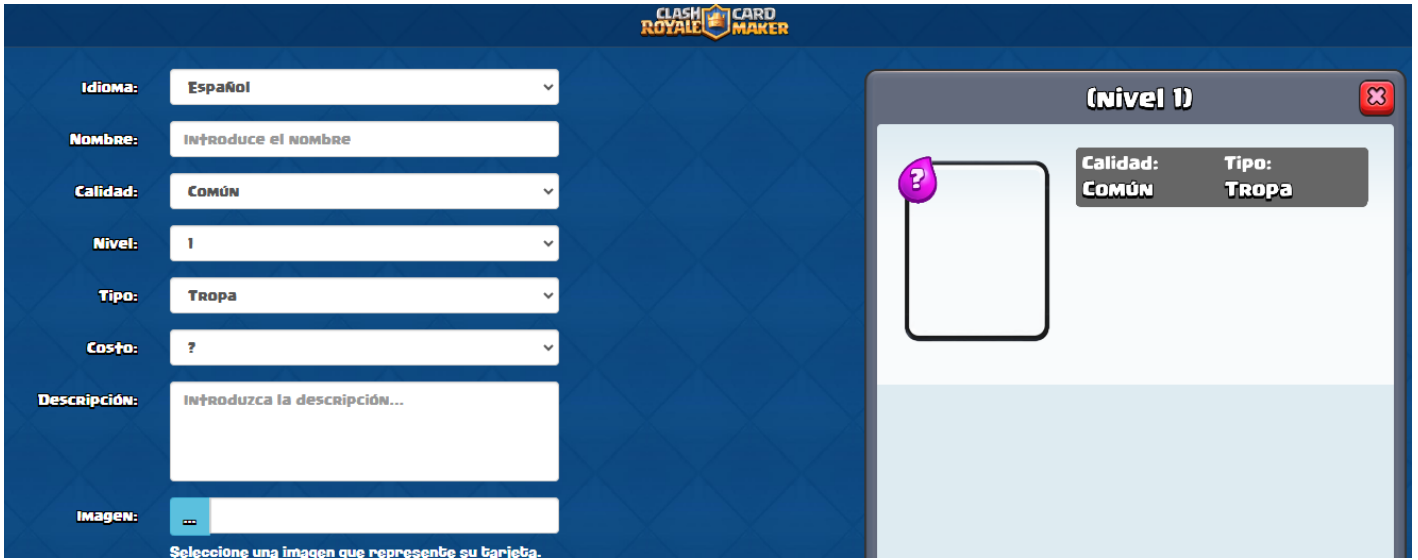 CLASH ROYALE CARD MAKER
Idioma: Español
Nombre: Introduce el nombre
Calidad: Común
Nivel: 1
Tipo: Tropa
Costo: ?
Descripción: Introduzca la descripción...
Imagen: ...
Seleccione una imagen que represente su tarjeta.
(Nivel 1)
?
Calidad: Tipo:
Común Tropa